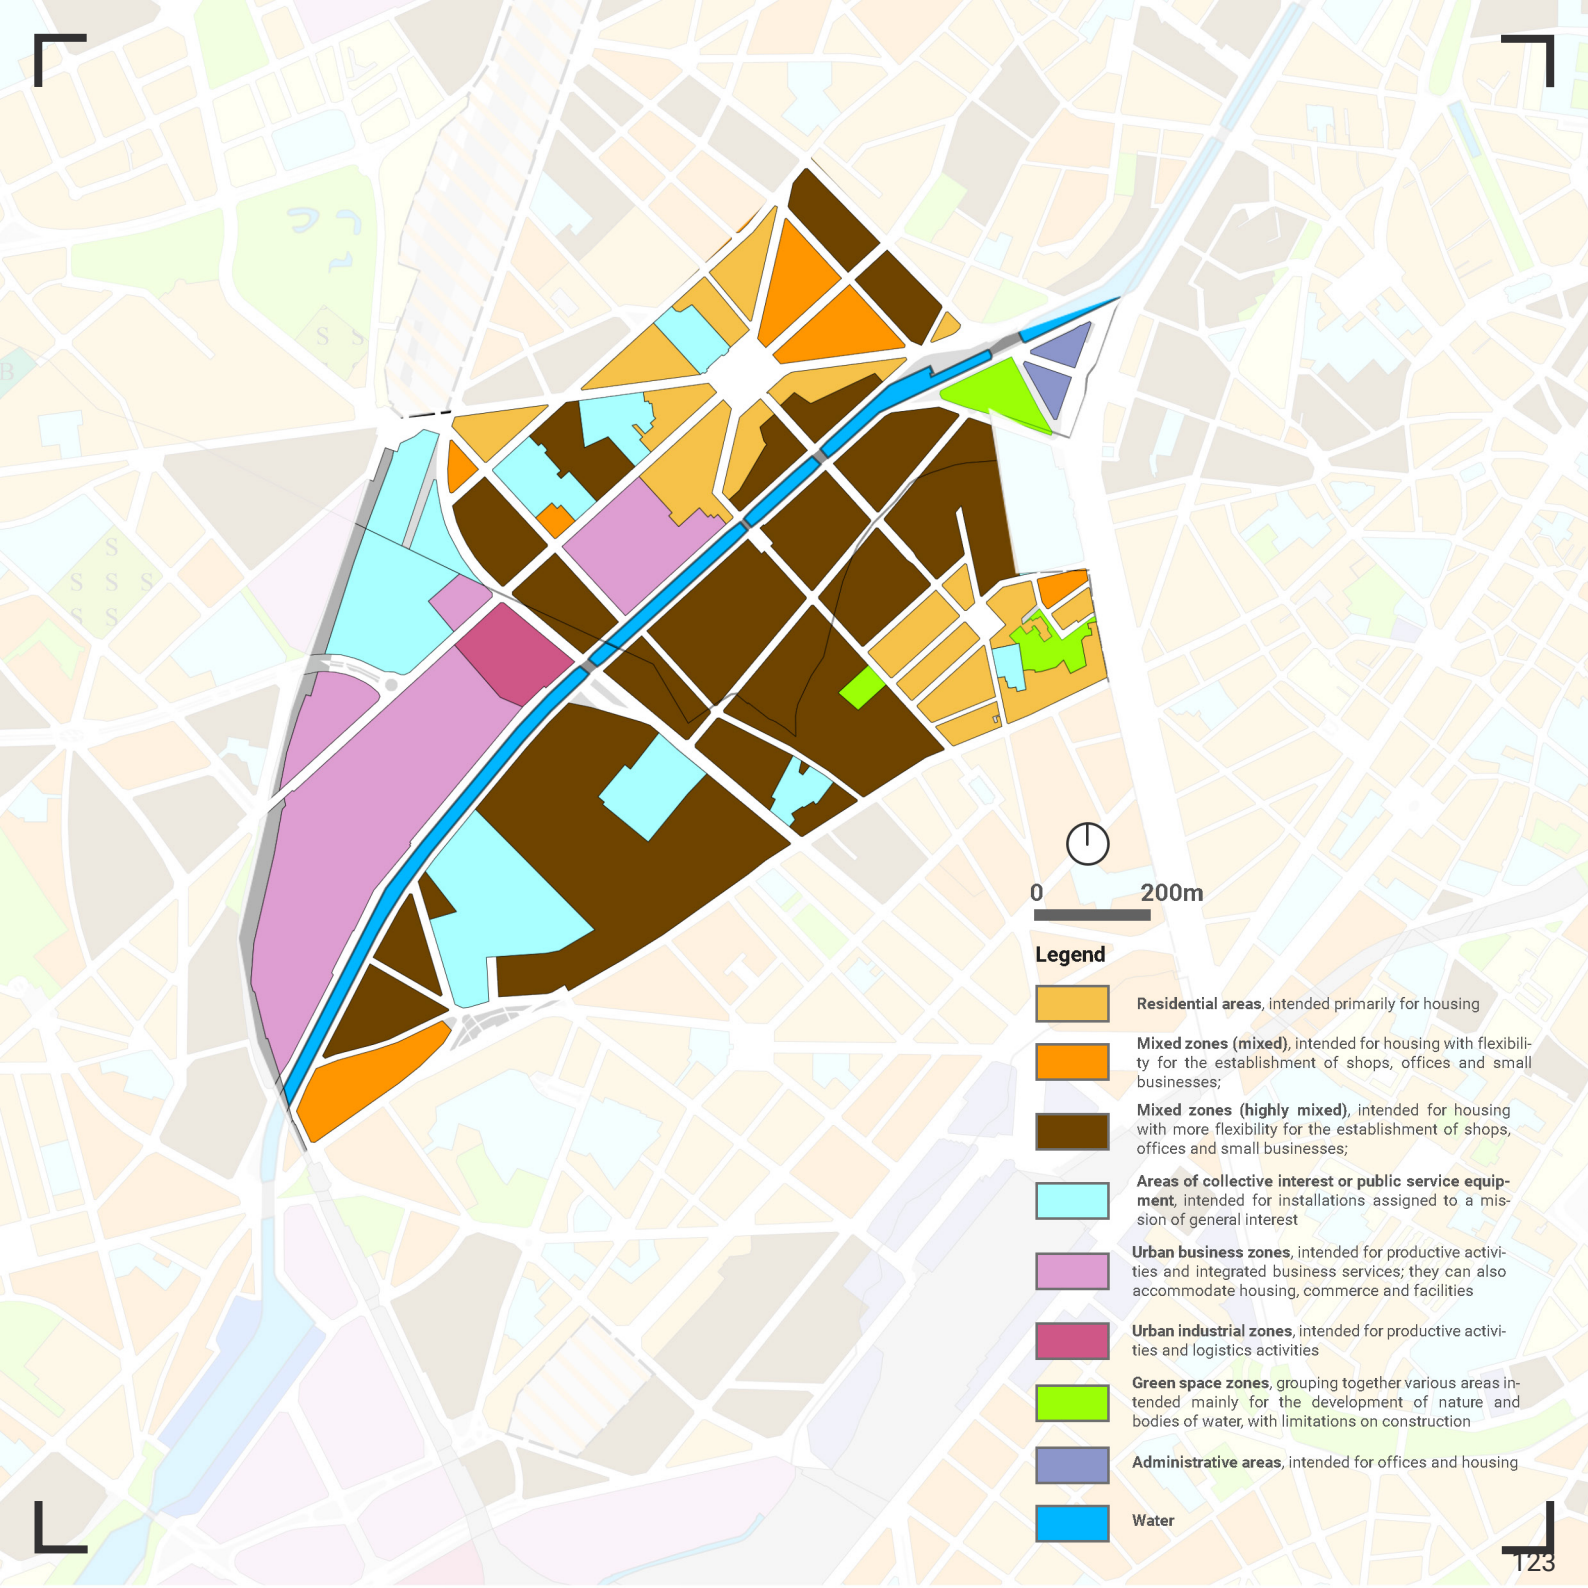 S S
S
S S S
S S
B
0 200m
Legend
Residential areas, intended primarily for housing
Mixed zones (mixed), intended for housing with flexibili-
ty for the establishment of shops, offices and small
businesses;
Mixed zones (highly mixed), intended for housing
with more flexibility for the establishment of shops,
offices and small businesses;
Areas of collective interest or public service equip-
ment, intended for installations assigned to a mis-
sion of general interest
Urban business zones, intended for productive activi-
ties and integrated business services; they can also
accommodate housing, commerce and facilities
Urban industrial zones, intended for productive activi-
ties and logistics activities
Green space zones, grouping together various areas in-
tended mainly for the development of nature and
bodies of water, with limitations on construction
Administrative areas, intended for offices and housing
Water
123